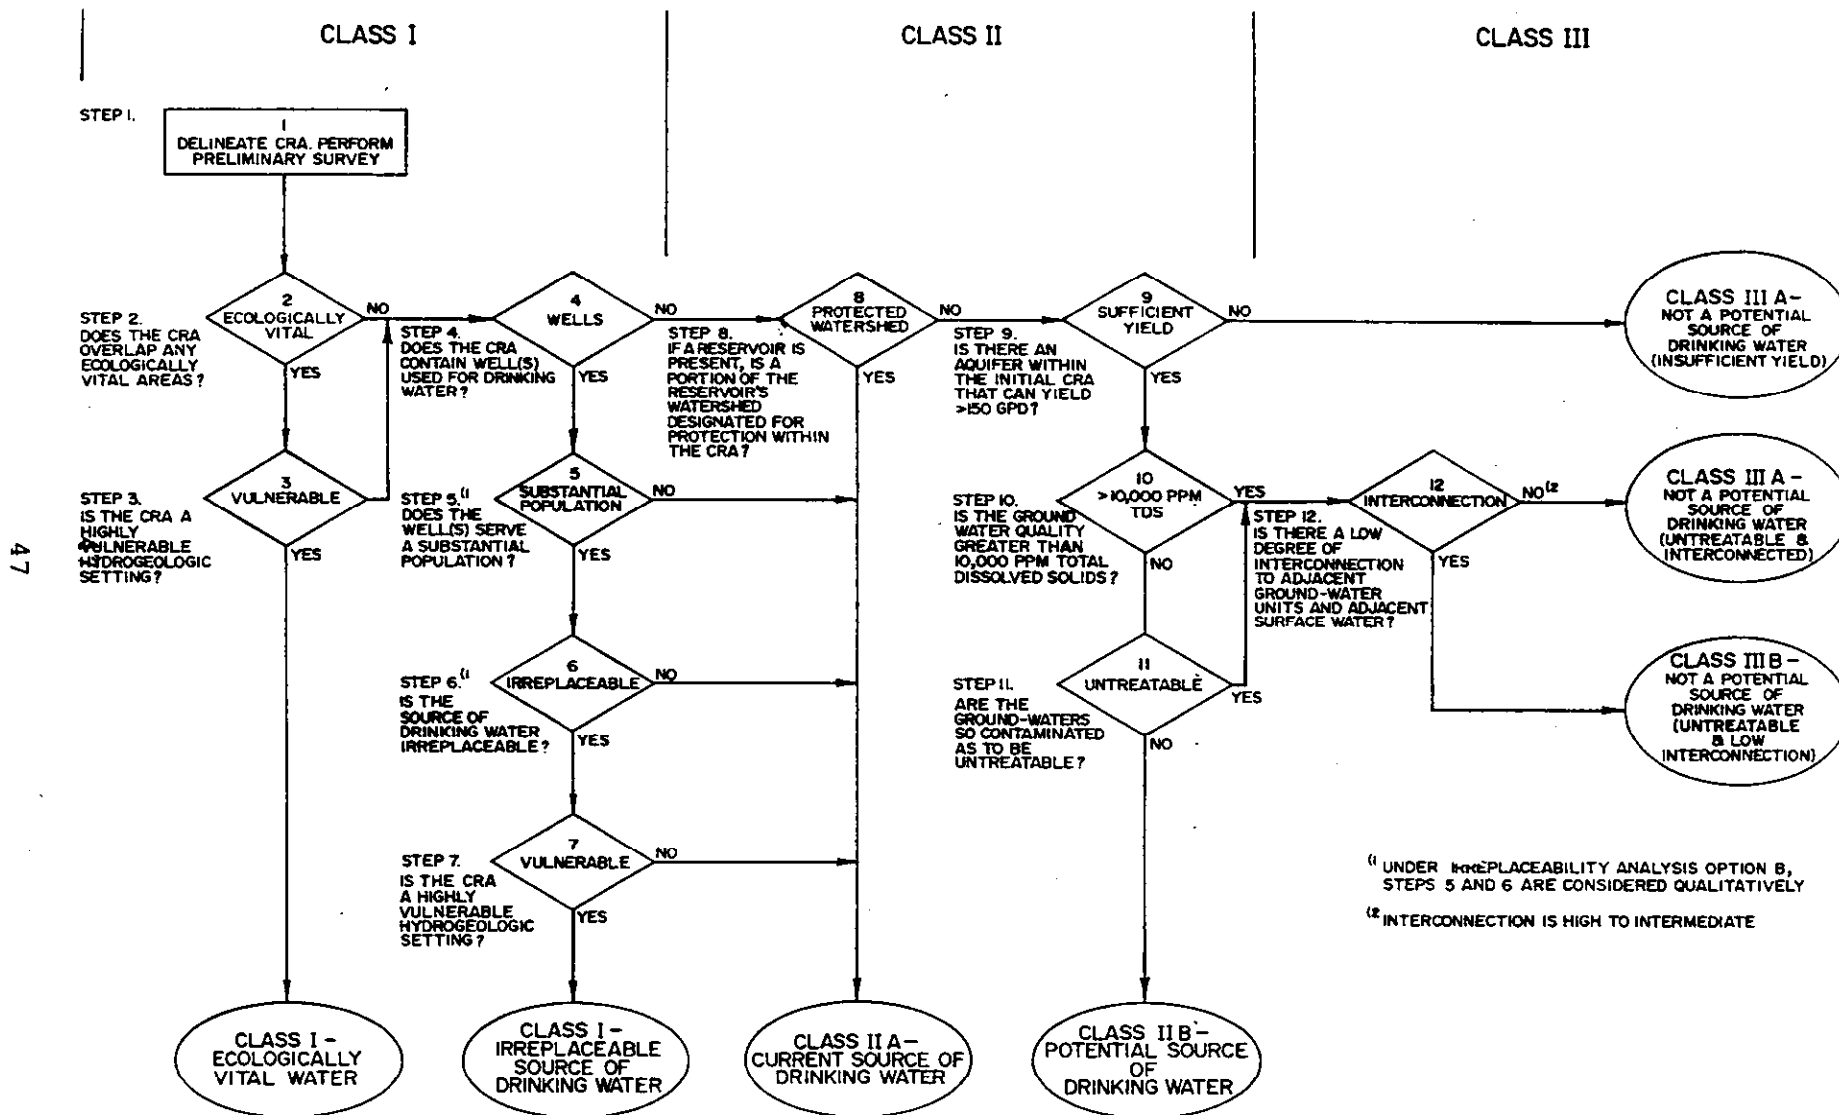 CLASS I
CLASS II
CLASS III
STEP 1.
1
DELINEATE CRA. PERFORM
PRELIMINARY SURVEY
2
ECOLOGICALLY
VITAL
NO
YES
STEP 2.
DOES THE CRA
OVERLAP ANY
ECOLOGICALLY
VITAL AREAS?
3
VULNERABLE
YES
STEP 3.
IS THE CRA A
HIGHLY
VULNERABLE
HYDROGEOLOGIC
SETTING?
4
WELLS
NO
YES
STEP 4.
DOES THE CRA
CONTAIN WELL(S)
USED FOR DRINKING
WATER?
5
SUBSTANTIAL
POPULATION
NO
YES
STEP 5.(1
DOES THE
WELL(S) SERVE
A SUBSTANTIAL
POPULATION?
6
IRREPLACEABLE
NO
YES
STEP 6.(1
IS THE
SOURCE OF
DRINKING WATER
IRREPLACEABLE?
7
VULNERABLE
NO
YES
STEP 7.
IS THE CRA
A HIGHLY
VULNERABLE
HYDROGEOLOGIC
SETTING?
8
PROTECTED
WATERSHED
NO
YES
STEP 8.
IF A RESERVOIR IS
PRESENT, IS A
PORTION OF THE
RESERVOIR'S
WATERSHED
DESIGNATED FOR
PROTECTION WITHIN
THE CRA?
9
SUFFICIENT
YIELD
NO
YES
STEP 9.
IS THERE AN
AQUIFER WITHIN
THE INITIAL CRA
THAT CAN YIELD
>150 GPD?
10
>10,000 PPM
TDS
YES
NO
STEP 10.
IS THE GROUND
WATER QUALITY
GREATER THAN
10,000 PPM TOTAL
DISSOLVED SOLIDS?
11
UNTREATABLE
YES
NO
STEP 11.
ARE THE
GROUND-WATERS
SO CONTAMINATED
AS TO BE
UNTREATABLE?
12
INTERCONNECTION
NO(2
YES
STEP 12.
IS THERE A LOW
DEGREE OF
INTERCONNECTION
TO ADJACENT
GROUND-WATER
UNITS AND ADJACENT
SURFACE WATER?
CLASS III A-
NOT A POTENTIAL
SOURCE OF
DRINKING WATER
(INSUFFICIENT YIELD)
CLASS III A-
NOT A POTENTIAL
SOURCE OF
DRINKING WATER
(UNTREATABLE &
INTERCONNECTED)
CLASS III B-
NOT A POTENTIAL
SOURCE OF
DRINKING WATER
(UNTREATABLE
& LOW
INTERCONNECTION)
(1 UNDER IRREPLACEABILITY ANALYSIS OPTION B,
STEPS 5 AND 6 ARE CONSIDERED QUALITATIVELY
(2 INTERCONNECTION IS HIGH TO INTERMEDIATE
CLASS I-
ECOLOGICALLY
VITAL WATER
CLASS I-
IRREPLACEABLE
SOURCE OF
DRINKING WATER
CLASS II A-
CURRENT SOURCE OF
DRINKING WATER
CLASS II B-
POTENTIAL SOURCE
OF
DRINKING WATER
47